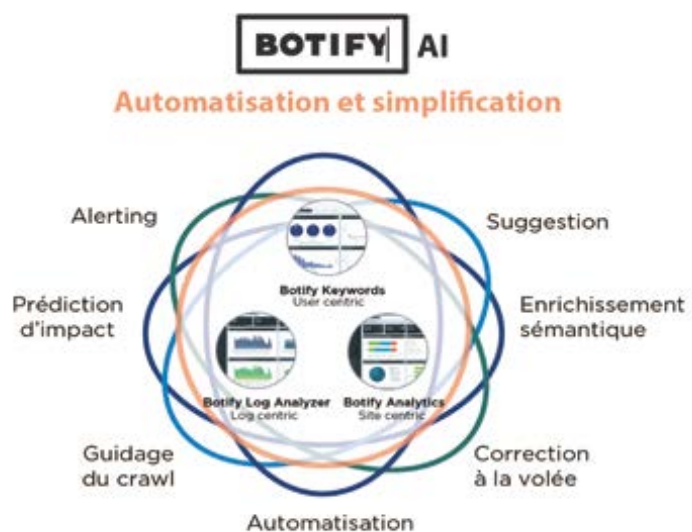 BOTIFY AI
Automatisation et simplification
Alerting
Suggestion
Botify Keywords
User centric
Prédiction
d'impact
Enrichissement
sémantique
Botify Log Analyzer
Log centric
Botify Analytics
Site centric
Guidage
du crawl
Correction
à la volée
Automatisation